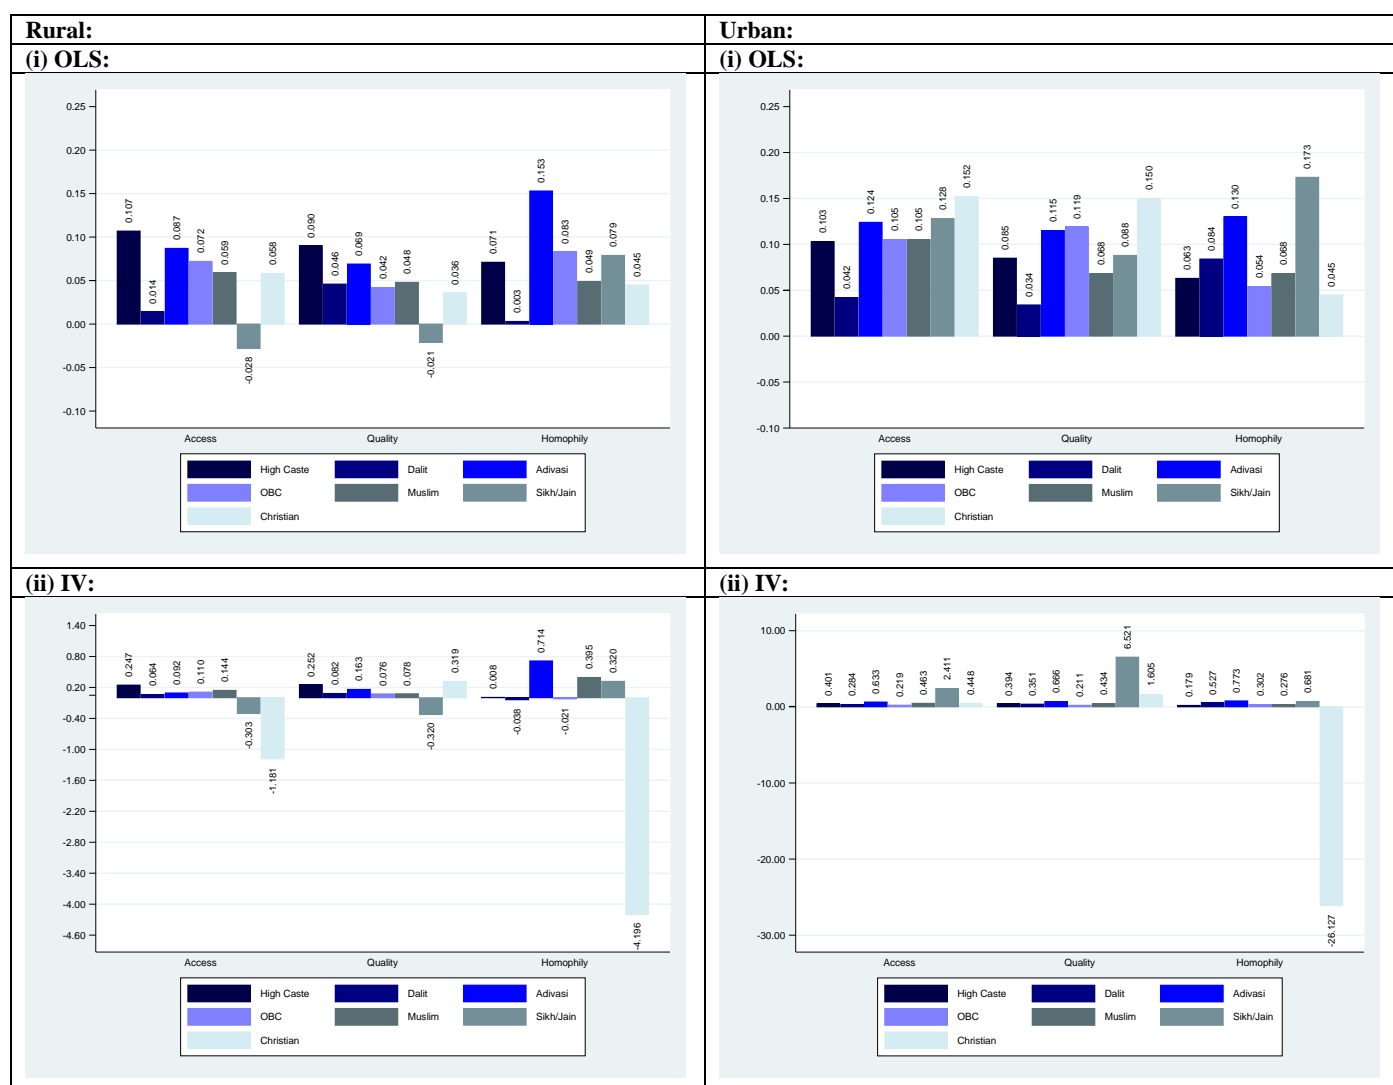 Rural:
Urban:
(i) OLS:
(i) OLS:
0.25
0.20
0.15
0.10
0.05
0.00
-0.05
-0.10
0.107
0.014
0.087
0.072
0.059
-0.028
0.058
0.090
0.046
0.069
0.042
0.048
-0.021
0.036
0.071
0.003
0.153
0.083
0.049
0.079
0.045
Access
Quality
Homophily
High Caste
Dalit
Adivasi
OBC
Muslim
Sikh/Jain
Christian
0.25
0.20
0.15
0.10
0.05
0.00
-0.05
-0.10
0.103
0.042
0.124
0.105
0.105
0.128
0.152
0.085
0.034
0.115
0.119
0.068
0.088
0.150
0.063
0.084
0.130
0.054
0.068
0.173
0.045
Access
Quality
Homophily
High Caste
Dalit
Adivasi
OBC
Muslim
Sikh/Jain
Christian
(ii) IV:
(ii) IV:
1.40
0.80
0.20
-0.40
-1.00
-1.60
-2.20
-2.80
-3.40
-4.00
-4.60
0.247
0.064
0.092
0.110
0.144
-0.303
-1.181
0.252
0.082
0.163
0.076
0.078
-0.320
0.319
0.008
-0.038
0.714
-0.021
0.395
0.320
-4.196
Access
Quality
Homophily
High Caste
Dalit
Adivasi
OBC
Muslim
Sikh/Jain
Christian
10.00
0.00
-10.00
-20.00
-30.00
0.401
0.284
0.633
0.219
0.463
2.411
0.448
0.394
0.351
0.666
0.211
0.434
6.521
1.605
0.179
0.527
0.773
0.302
0.276
0.681
-26.127
Access
Quality
Homophily
High Caste
Dalit
Adivasi
OBC
Muslim
Sikh/Jain
Christian